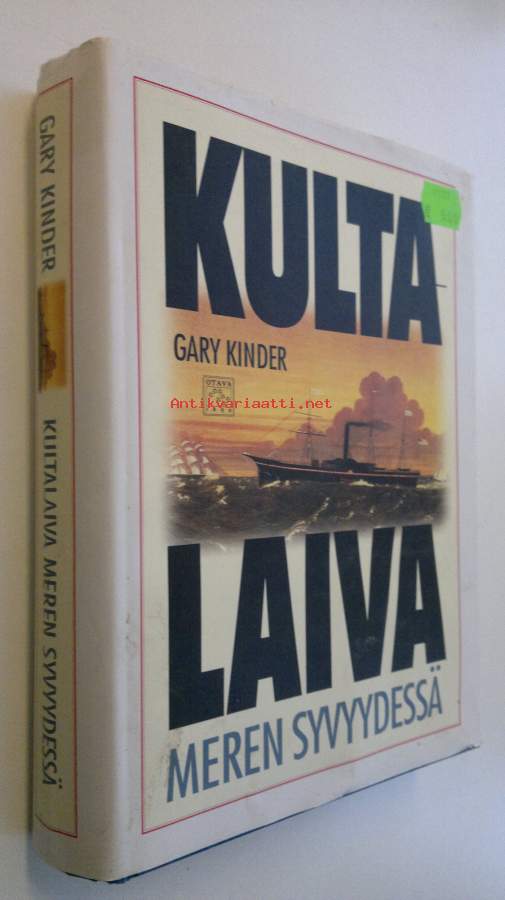 GARY KINDER
KULTALAIVA MEREN SYVYYDESSÄ
KULTA-
GARY KINDER
OTAVA
Antikvariaatti.net
LAIVA
MEREN SYVYYDESSÄ